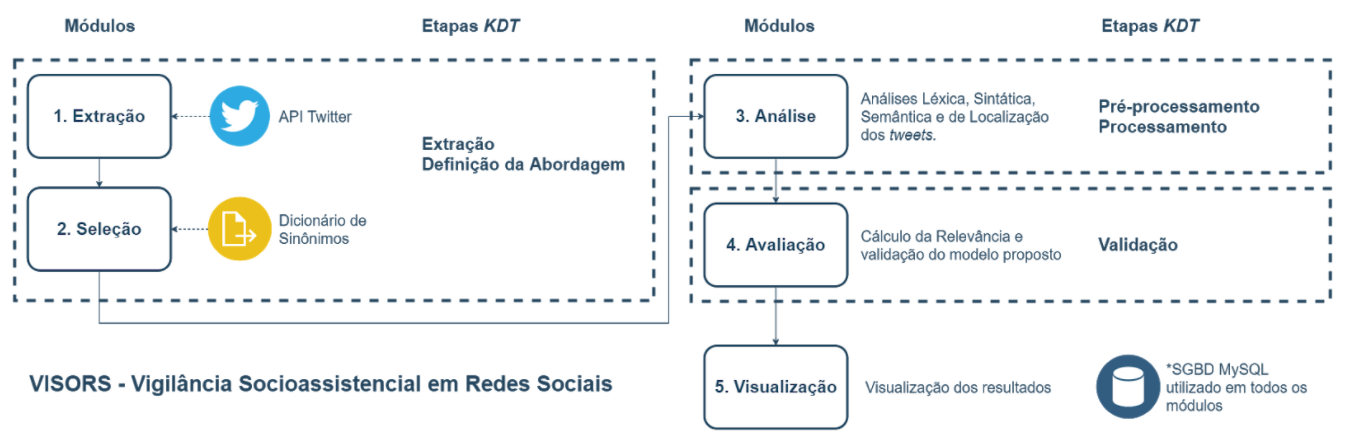 Módulos
Etapas KDT
1. Extração
API Twitter
Extração
Definição da Abordagem
2. Seleção
Dicionário de
Sinônimos
VISORS - Vigilância Socioassistencial em Redes Sociais
Módulos
Etapas KDT
3. Análise
Análises Léxica, Sintática,
Semântica e de Localização
dos tweets.
Pré-processamento
Processamento
4. Avaliação
Cálculo da Relevância e
validação do modelo proposto
Validação
5. Visualização
Visualização dos resultados
*SGBD MySQL
utilizado em todos os
módulos